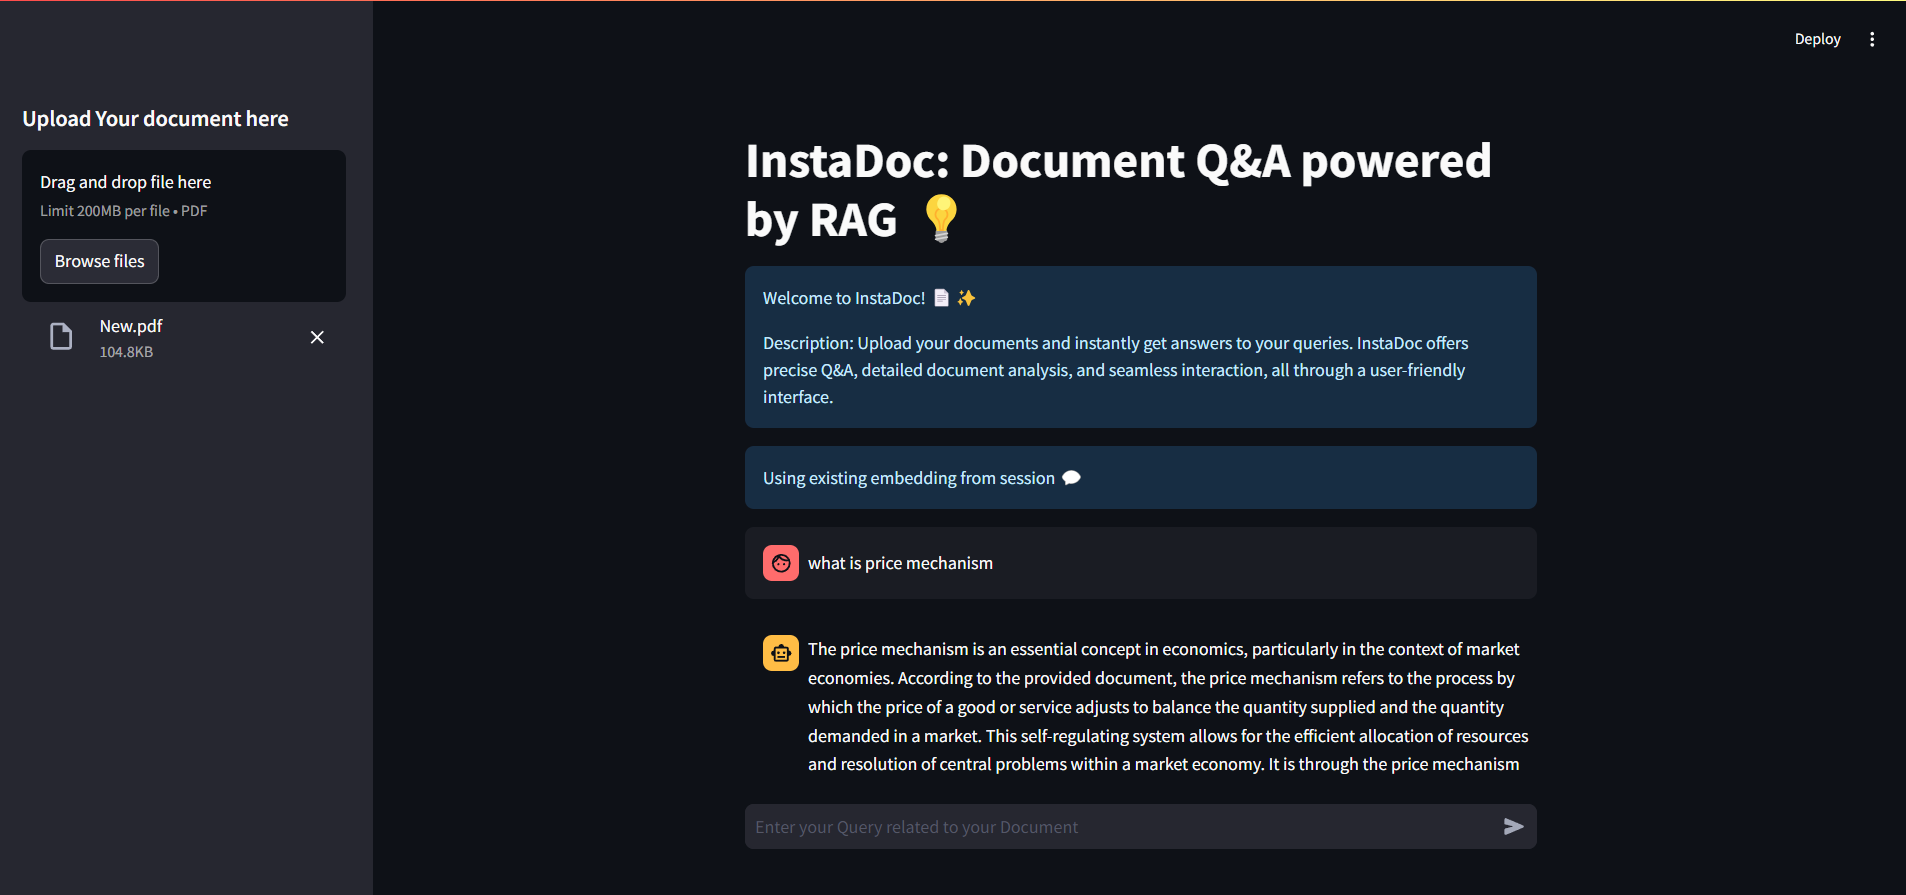 Deploy
Upload Your document here
Drag and drop file here
Limit 200MB per file • PDF
Browse files
New.pdf
104.8KB
InstaDoc: Document Q&A powered
by RAG 💡
Welcome to InstaDoc! 📄 ✨
Description: Upload your documents and instantly get answers to your queries. InstaDoc offers
precise Q&A, detailed document analysis, and seamless interaction, all through a user-friendly
interface.
Using existing embedding from session 💬
what is price mechanism
The price mechanism is an essential concept in economics, particularly in the context of market
economies. According to the provided document, the price mechanism refers to the process by
which the price of a good or service adjusts to balance the quantity supplied and the quantity
demanded in a market. This self-regulating system allows for the efficient allocation of resources
and resolution of central problems within a market economy. It is through the price mechanism
Enter your Query related to your Document